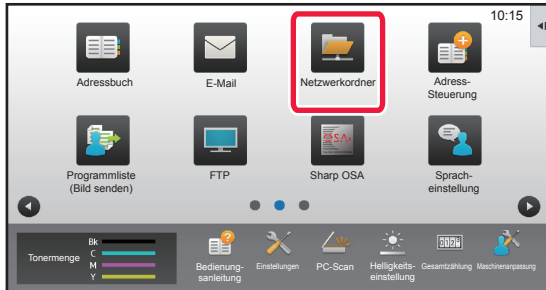 10:15
Adressbuch
E-Mail
Netzwerkordner
Adress-
Steuerung
Programmliste
(Bild senden)
FTP
Sharp OSA
Sprach-
einstellung
Tonermenge
Bk
C
M
Y
Bedienung-
sanleitung
Einstellungen
PC-Scan
Helligkeits-
einstellung
Gesamtzählung
Maschinenanpassung